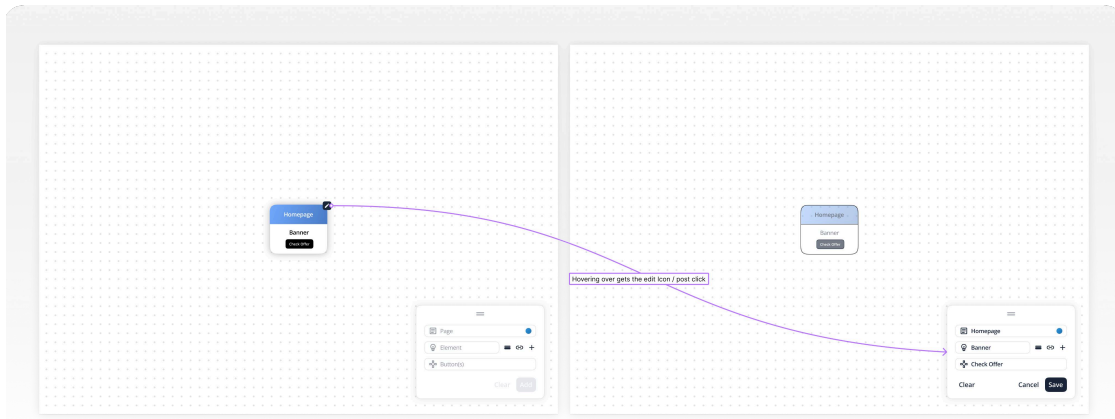 Homepage
Banner
Check Offer
Page
Element
Button(s)
Clear Add
Hovering over gets the edit Icon / post click
Homepage
Banner
Check Offer
Homepage
Banner
Check Offer
Clear Cancel Save